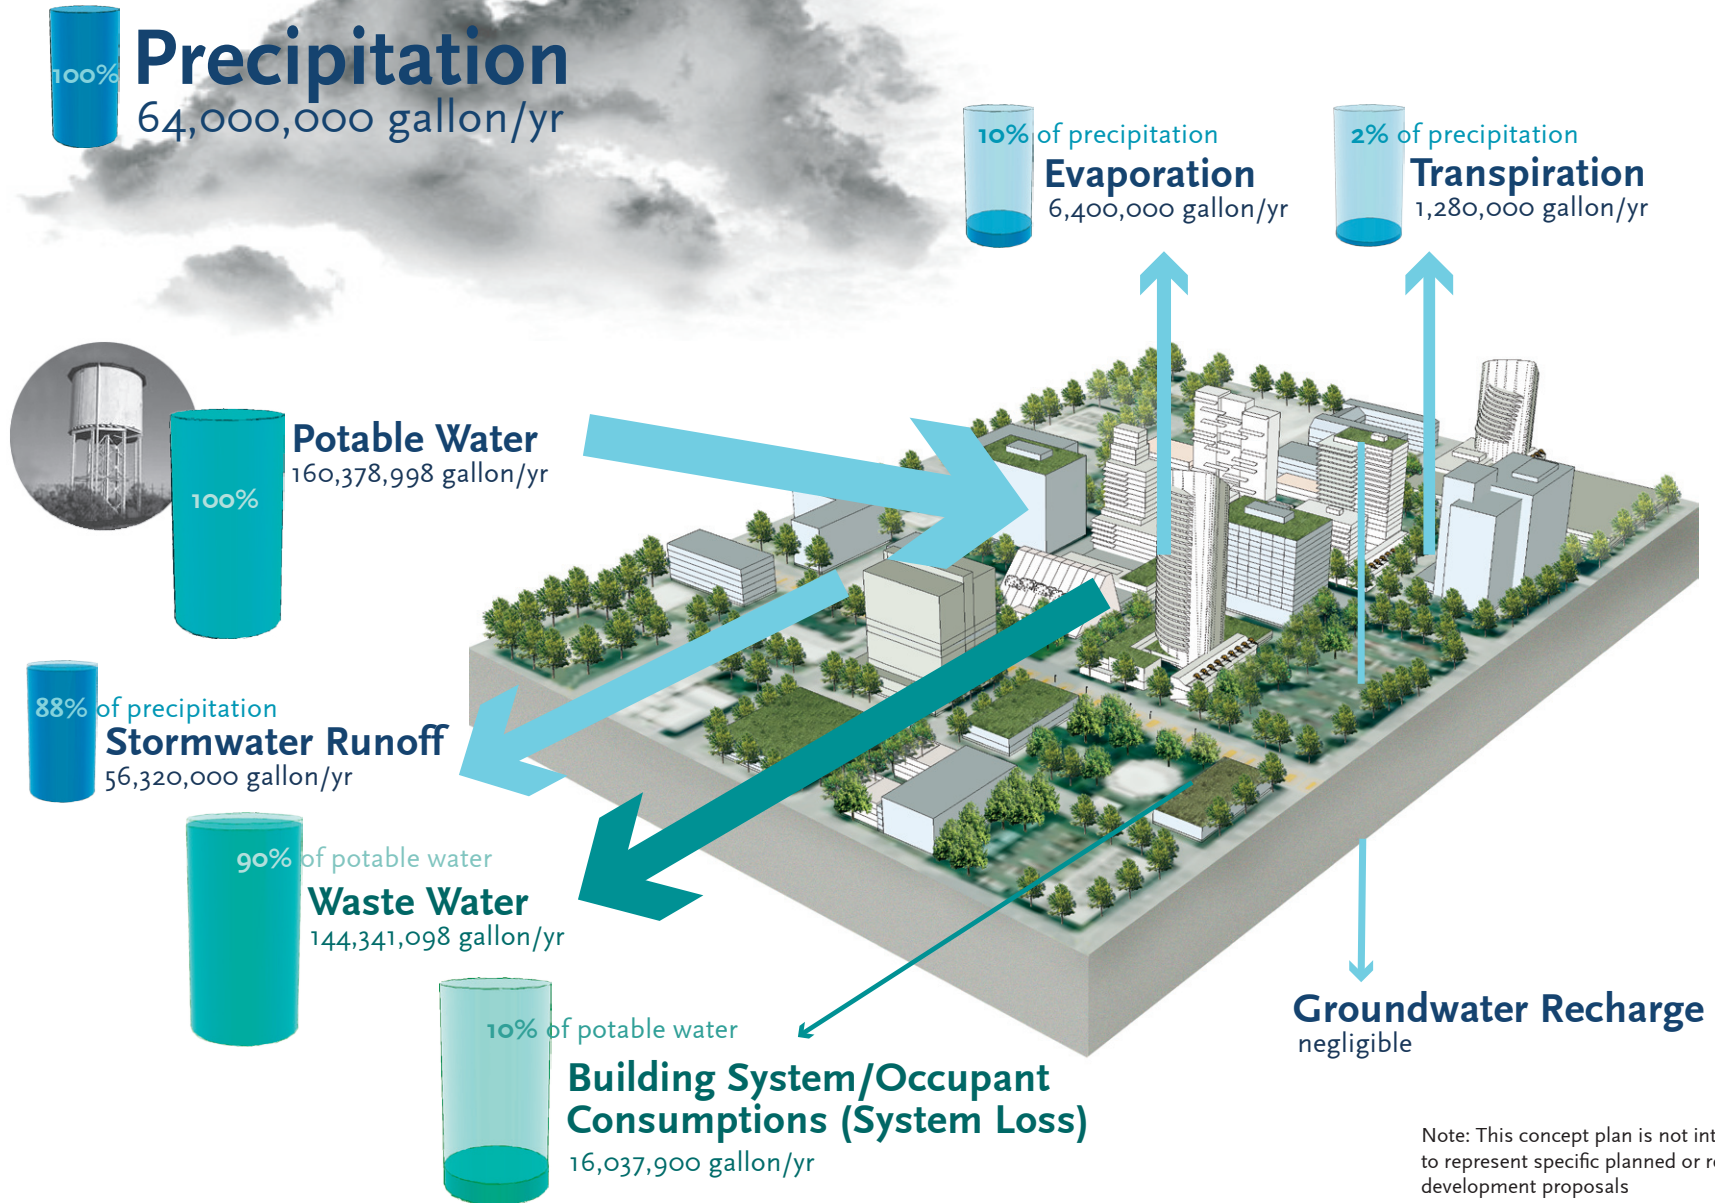 100%
Precipitation
64,000,000 gallon/yr
10% of precipitation
Evaporation
6,400,000 gallon/yr
2% of precipitation
Transpiration
1,280,000 gallon/yr
100%
Potable Water
160,378,998 gallon/yr
88% of precipitation
Stormwater Runoff
56,320,000 gallon/yr
90% of potable water
Waste Water
144,341,098 gallon/yr
10% of potable water
Building System/Occupant
Consumptions (System Loss)
16,037,900 gallon/yr
Groundwater Recharge
negligible
Note: This concept plan is not
to represent specific planned or
development proposals